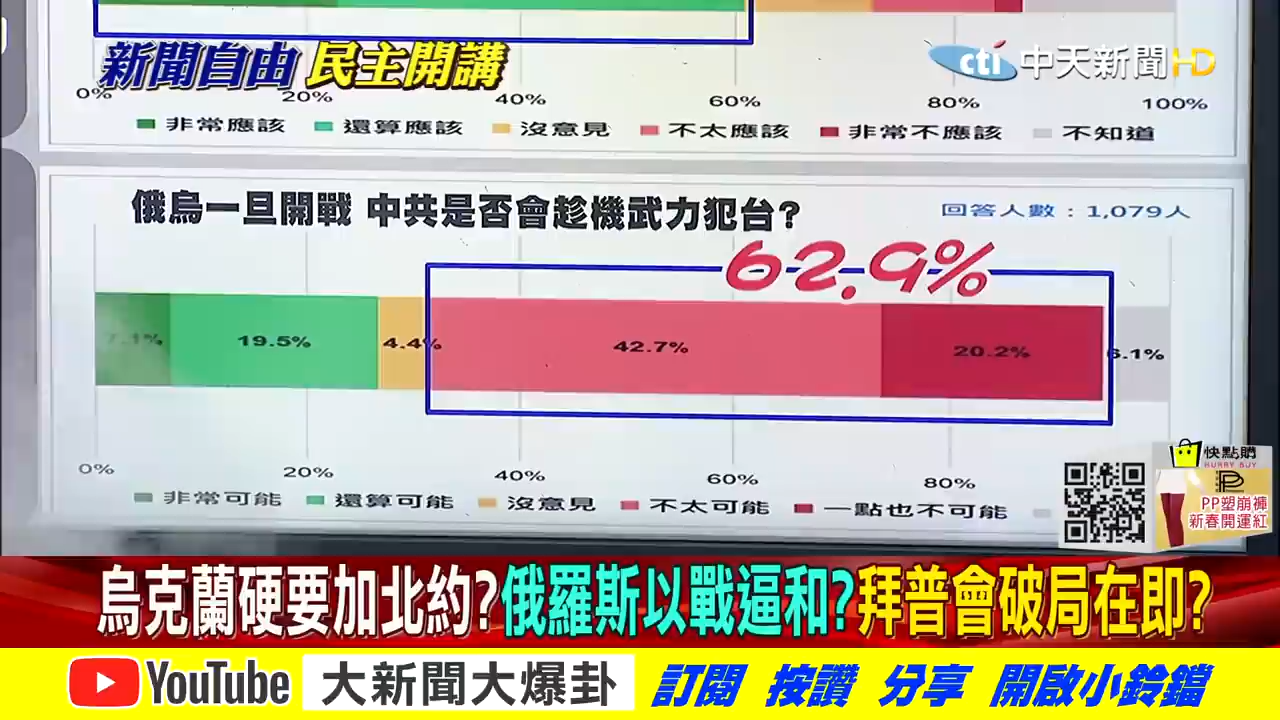 新聞自由 民主開講
cti 中天新聞HD
0% 20% 40% 60% 80% 100%
非常應該 還算應該 沒意見 不太應該 非常不應該 不知道
俄烏一旦開戰 中共是否會趁機武力犯台?
回答人數：1,079人
62.9%
7.1% 19.5% 4.4% 42.7% 20.2% 6.1%
0% 20% 40% 60% 80%
非常可能 還算可能 沒意見 不太可能 一點也不可能
快點購
HURRY BUY
PP塑崩褲
新春開運紅
烏克蘭硬要加北約?俄羅斯以戰逼和?拜普會破局在即?
YouTube 大新聞大爆卦 訂閱 按讚 分享 開啟小鈴鐺